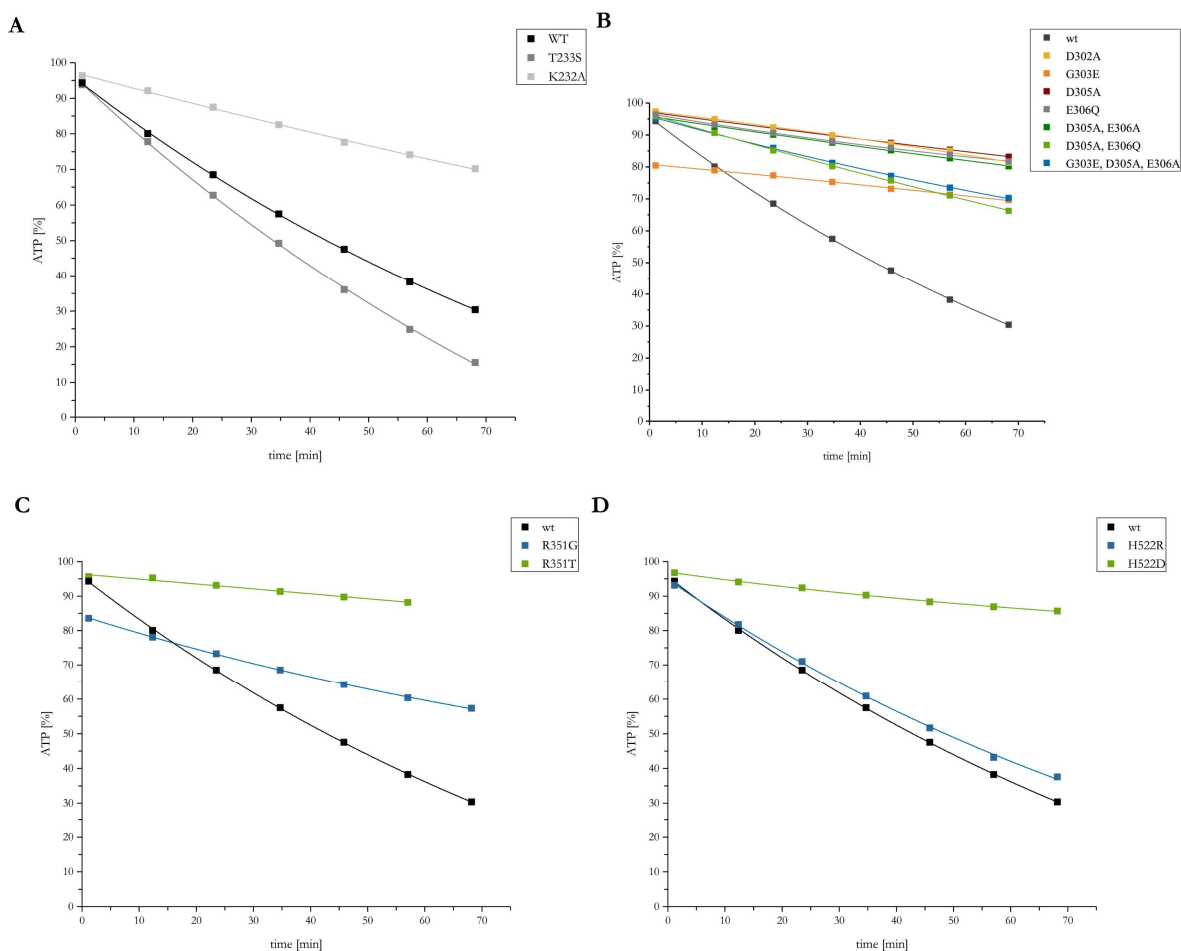 A
WT
T233S
K232A
100
90
80
70
60
50
40
30
20
10
0
ATP [%]
0 10 20 30 40 50 60 70
time [min]
B
wt
D302A
G303E
D305A
E306Q
D305A, E306A
D305A, E306Q
G303E, D305A, E306A
100
90
80
70
60
50
40
30
20
10
0
ATP [%]
0 10 20 30 40 50 60 70
time [min]
C
wt
R351G
R351T
100
90
80
70
60
50
40
30
20
10
0
ATP [%]
0 10 20 30 40 50 60 70
time [min]
D
wt
H522R
H522D
100
90
80
70
60
50
40
30
20
10
0
ATP [%]
0 10 20 30 40 50 60 70
time [min]